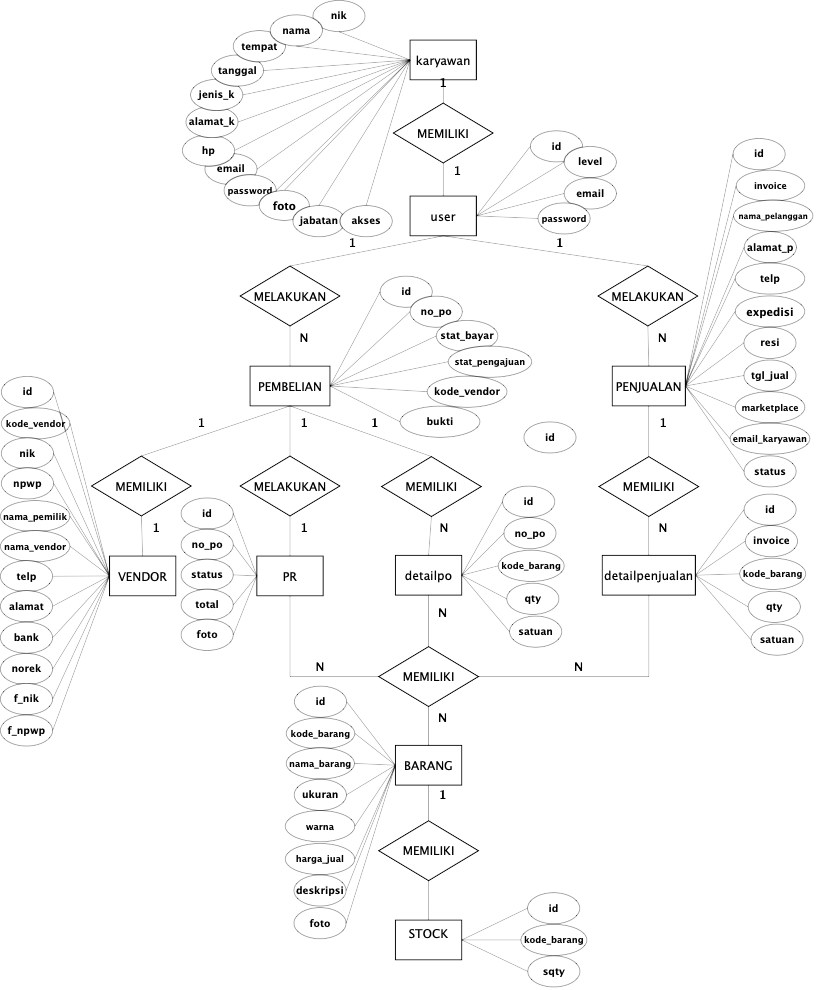 nik
nama
tempat
tanggal
jenis_k
alamat_k
hp
email
password
foto
jabatan
akses
karyawan
1
MEMILIKI
1
user
id
level
email
password
1
1
MELAKUKAN
N
MELAKUKAN
N
id
invoice
nama_pelanggan
alamat_p
telp
expedisi
resi
tgl_jual
marketplace
email_karyawan
status
PEMBELIAN
id
no_po
stat_bayar
stat_pengajuan
kode_vendor
bukti
PENJUALAN
1
1
1
1
id
id
kode_vendor
nik
npwp
nama_pemilik
nama_vendor
telp
alamat
bank
norek
f_nik
f_npwp
MEMILIKI
1
VENDOR
MELAKUKAN
1
PR
id
no_po
status
total
foto
MEMILIKI
N
detailpo
id
no_po
kode_barang
qty
satuan
MEMILIKI
N
detailpenjualan
id
invoice
kode_barang
qty
satuan
N
N
N
MEMILIKI
N
BARANG
id
kode_barang
nama_barang
ukuran
warna
harga_jual
deskripsi
foto
1
MEMILIKI
STOCK
id
kode_barang
sqty